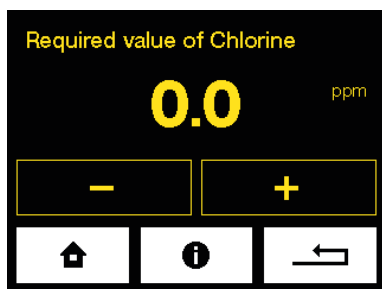 Required value of Chlorine
0.0 ppm
− +